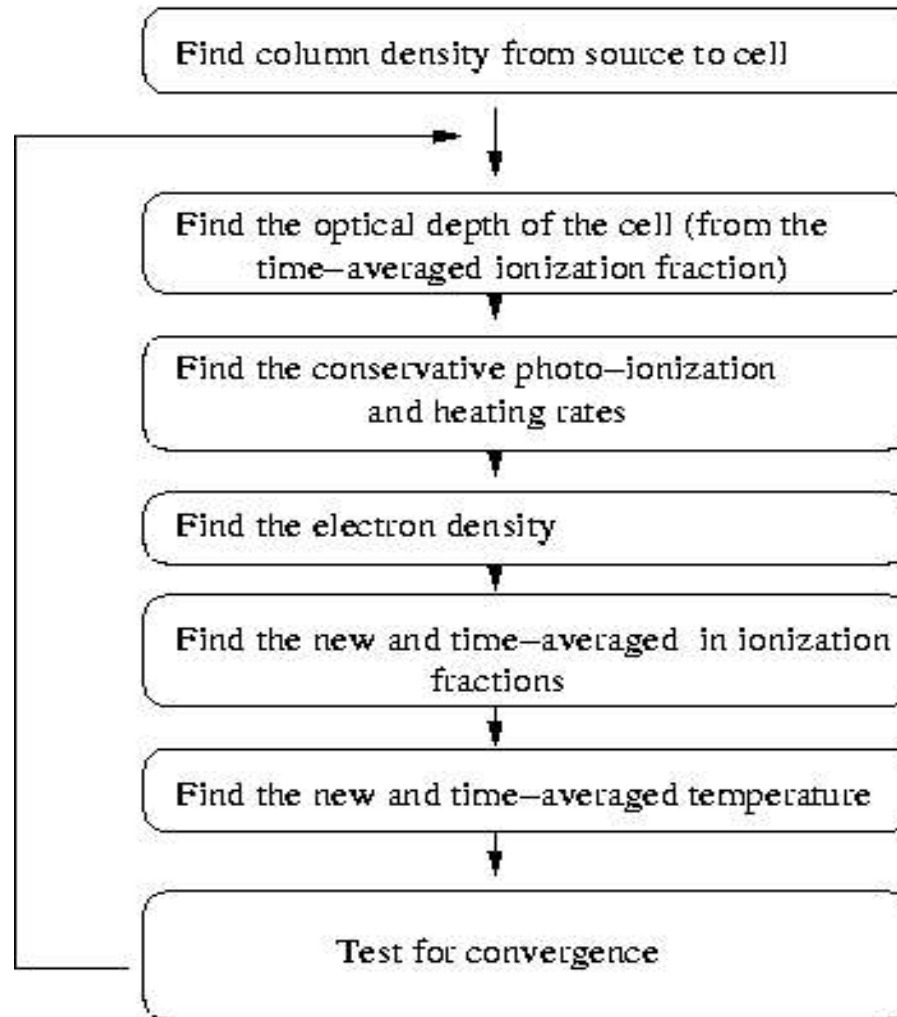 Find column density from source to cell
Find the optical depth of the cell (from the
time–averaged ionization fraction)
Find the conservative photo–ionization
and heating rates
Find the electron density
Find the new and time–averaged in ionization
fractions
Find the new and time–averaged temperature
Test for convergence